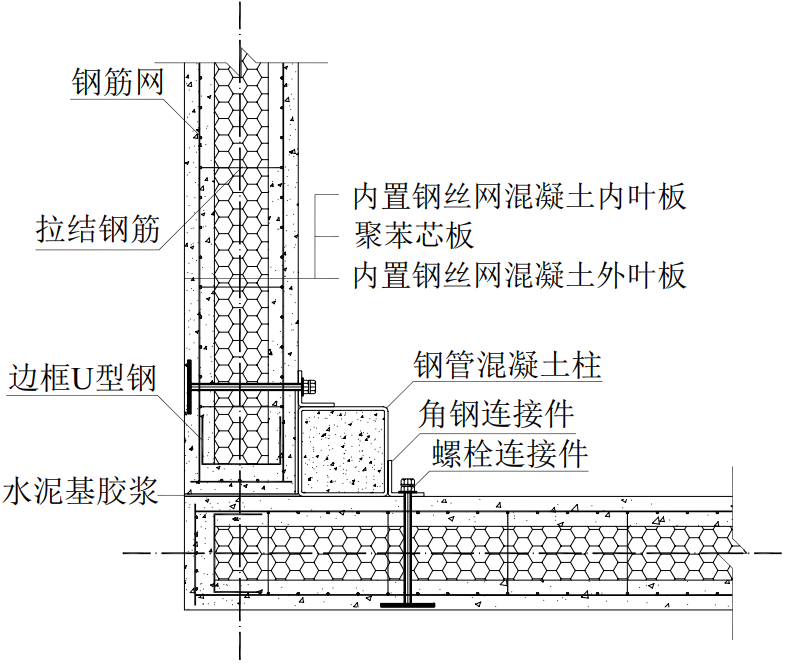 钢筋网
内置钢丝网混凝土内叶板
拉结钢筋
聚苯芯板
内置钢丝网混凝土外叶板
钢管混凝土柱
边框U型钢
角钢连接件
螺栓连接件
水泥基胶浆